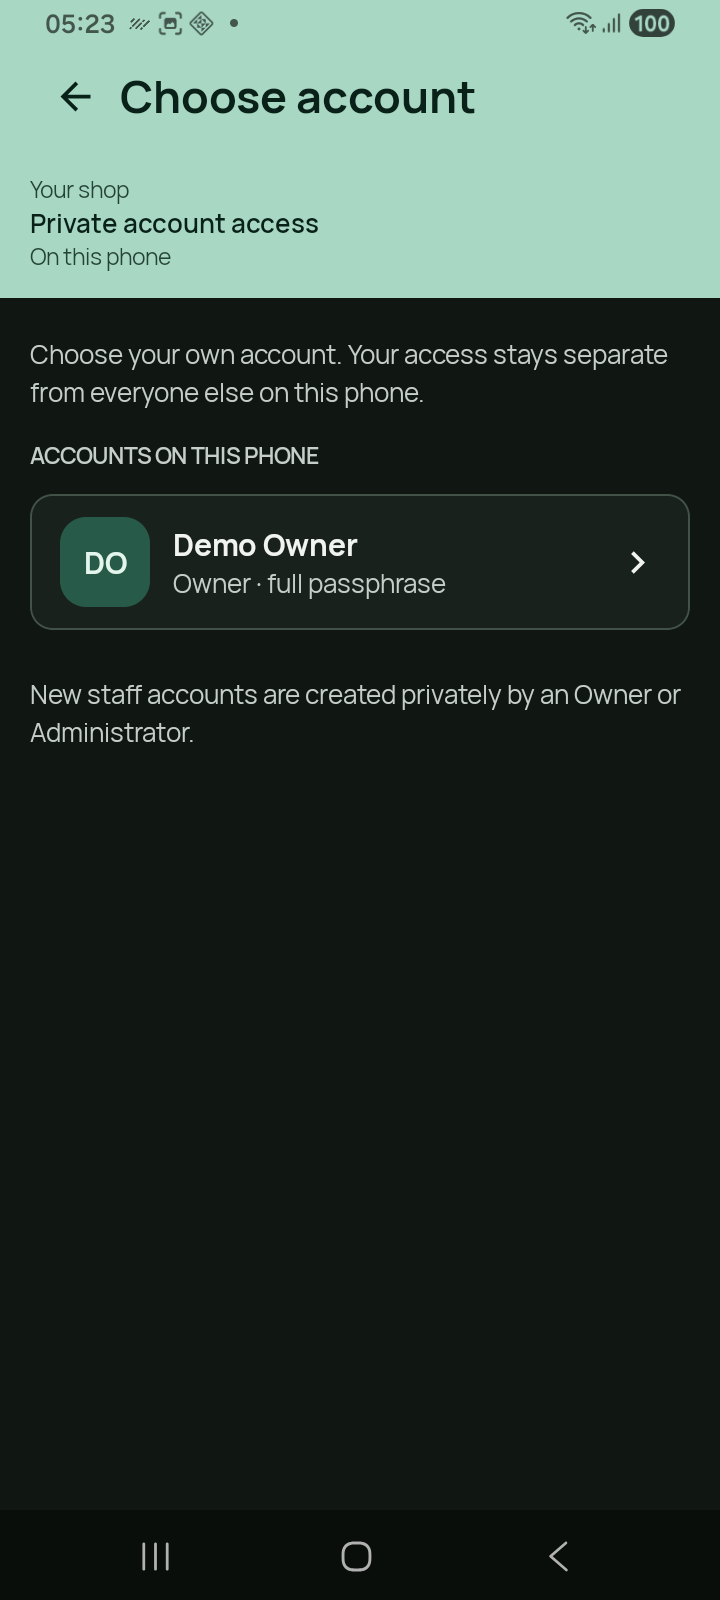 05:23
100
Choose account
Your shop
Private account access
On this phone
Choose your own account. Your access stays separate
from everyone else on this phone.
ACCOUNTS ON THIS PHONE
DO
Demo Owner
Owner · full passphrase
New staff accounts are created privately by an Owner or
Administrator.